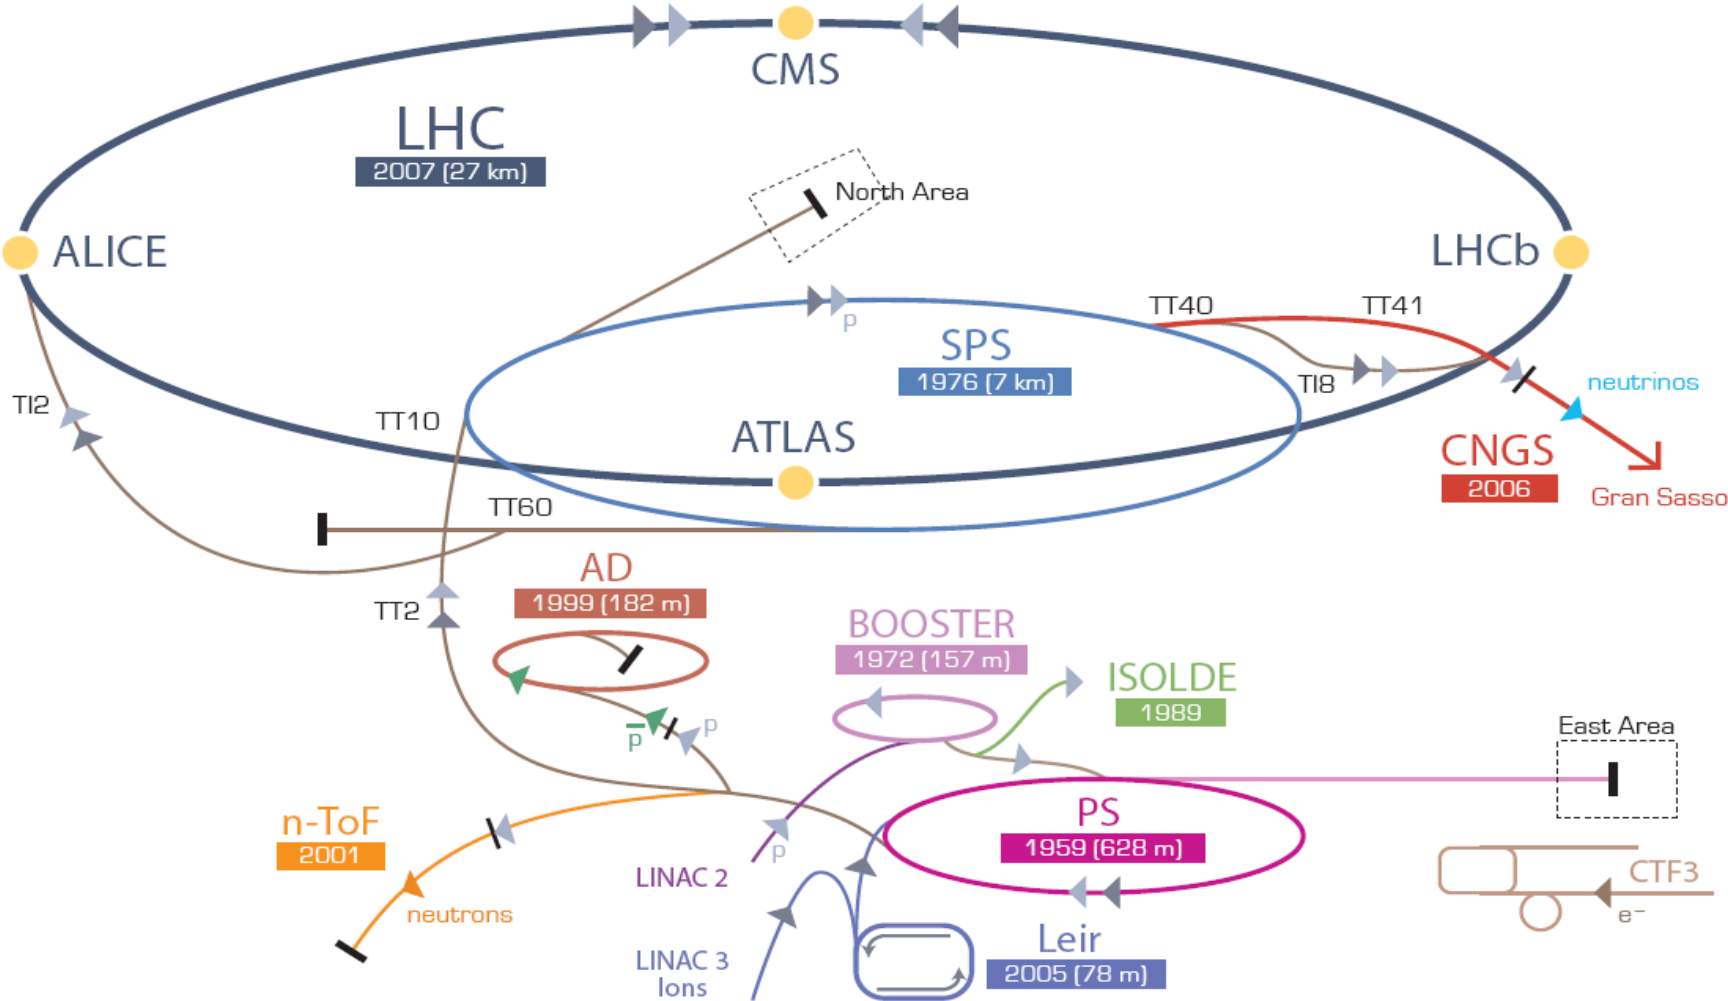 CMS
LHC
2007 (27 km)
North Area
ALICE
LHCb
TT40
TT41
p
SPS
1976 (7 km)
TI8
neutrinos
TI2
TT10
ATLAS
CNGS
2006
Gran Sasso
TT60
AD
1999 (182 m)
TT2
BOOSTER
1972 (157 m)
ISOLDE
1989
p
p̅
East Area
n-ToF
2001
PS
1959 (628 m)
p
LINAC 2
neutrons
CTF3
e⁻
LINAC 3
Ions
Leir
2005 (78 m)